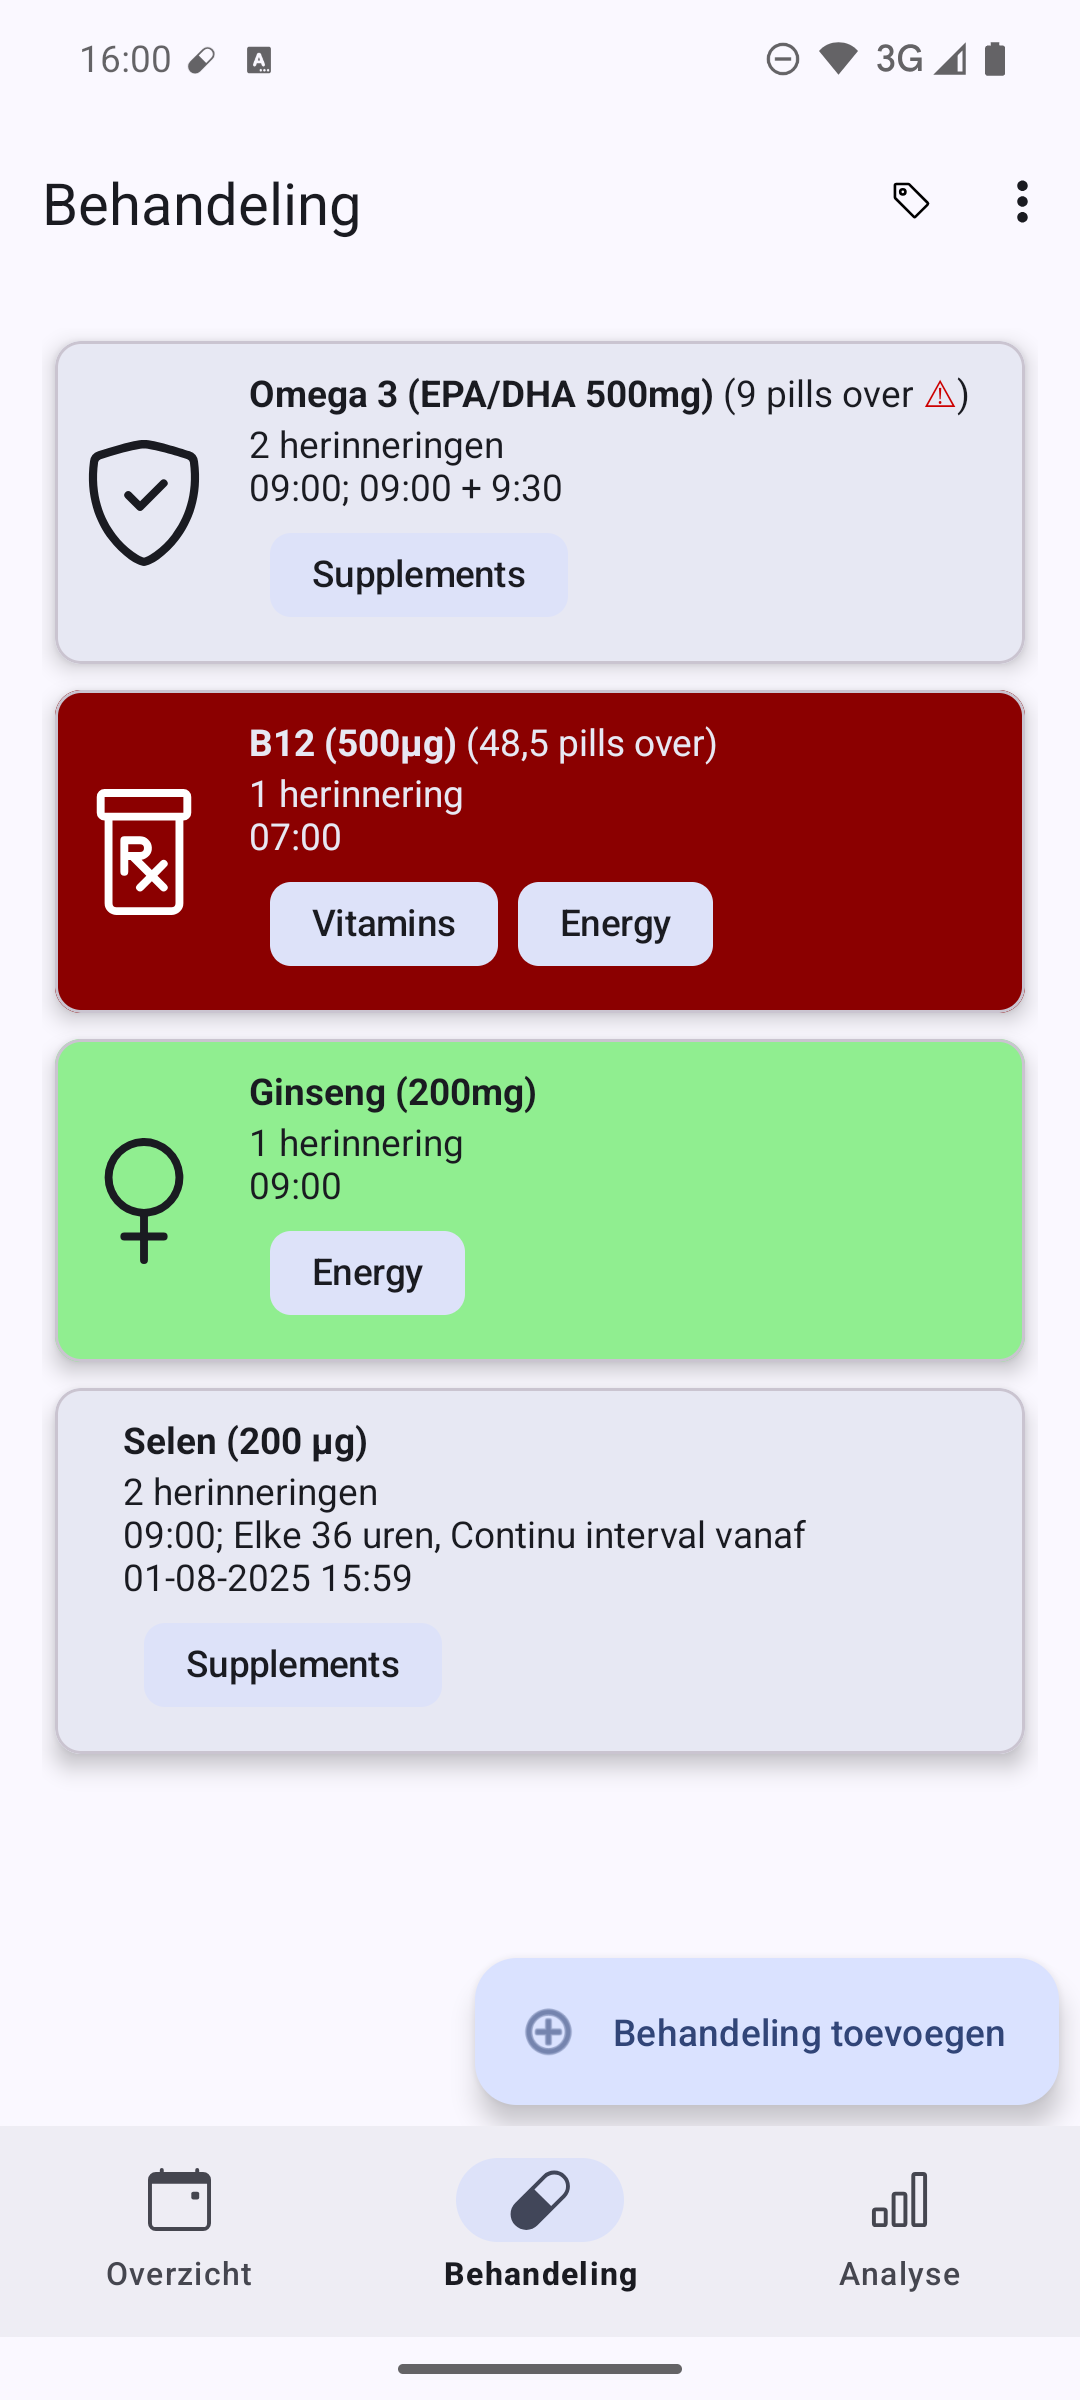 16:00
3G
Behandeling
Omega 3 (EPA/DHA 500mg) (9 pills over ⚠)
2 herinneringen
09:00; 09:00 + 9:30
Supplements
B12 (500µg) (48,5 pills over)
1 herinnering
07:00
Vitamins Energy
Ginseng (200mg)
1 herinnering
09:00
Energy
Selen (200 µg)
2 herinneringen
09:00; Elke 36 uren, Continu interval vanaf
01-08-2025 15:59
Supplements
Behandeling toevoegen
Overzicht Behandeling Analyse